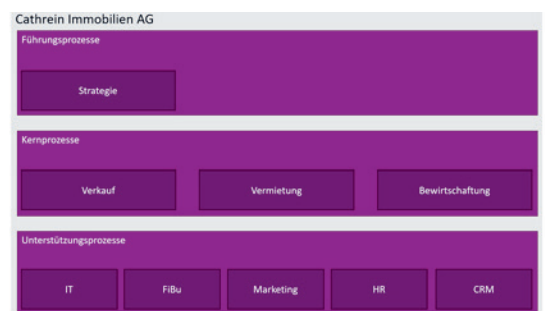 Cathrein Immobilien AG
Führungsprozesse
Strategie
Kernprozesse
Verkauf Vermietung Bewirtschaftung
Unterstützungsprozesse
IT FiBu Marketing HR CRM